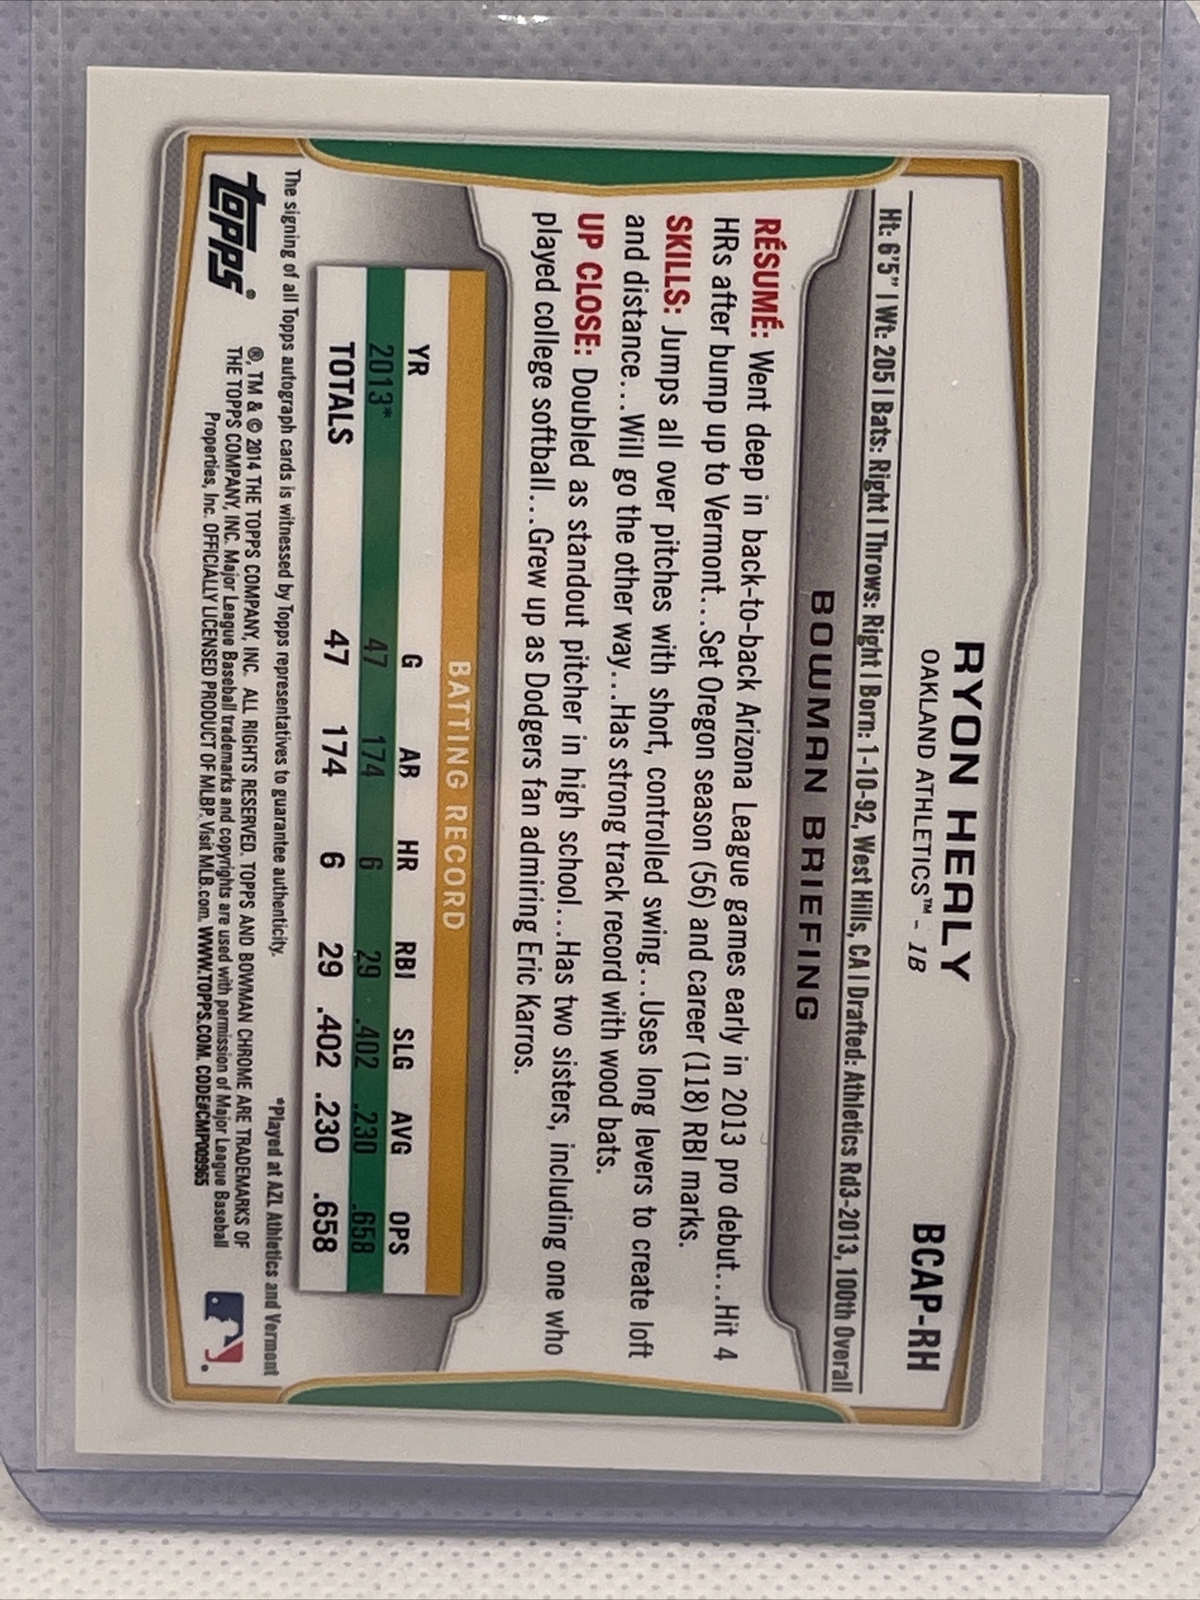 RYON HEALY
BCAP-RH
OAKLAND ATHLETICS™ - 1B
Ht: 6'5" | Wt: 205 | Bats: Right | Throws: Right | Born: 1-10-92, West Hills, CA | Drafted: Athletics Rd3-2013, 100th Overall
BOWMAN BRIEFING
RÉSUMÉ: Went deep in back-to-back Arizona League games early in 2013 pro debut...Hit 4
HRs after bump up to Vermont...Set Oregon season (56) and career (118) RBI marks.
SKILLS: Jumps all over pitches with short, controlled swing...Uses long levers to create loft
and distance...Will go the other way...Has strong track record with wood bats.
UP CLOSE: Doubled as standout pitcher in high school...Has two sisters, including one who
played college softball...Grew up as Dodgers fan admiring Eric Karros.
BATTING RECORD
YR G AB HR RBI SLG AVG OPS
2013* 47 174 6 29 .402 .230 .658
TOTALS 47 174 6 29 .402 .230 .658
*Played at AZL Athletics and Vermont
The signing of all Topps autograph cards is witnessed by Topps representatives to guarantee authenticity.
topps®
®, TM & © 2014 THE TOPPS COMPANY, INC. ALL RIGHTS RESERVED. TOPPS AND BOWMAN CHROME ARE TRADEMARKS OF
THE TOPPS COMPANY, INC. Major League Baseball trademarks and copyrights are used with permission of Major League Baseball
Properties, Inc. OFFICIALLY LICENSED PRODUCT OF MLBP. Visit MLB.com. WWW.TOPPS.COM. CODE#CMP009965